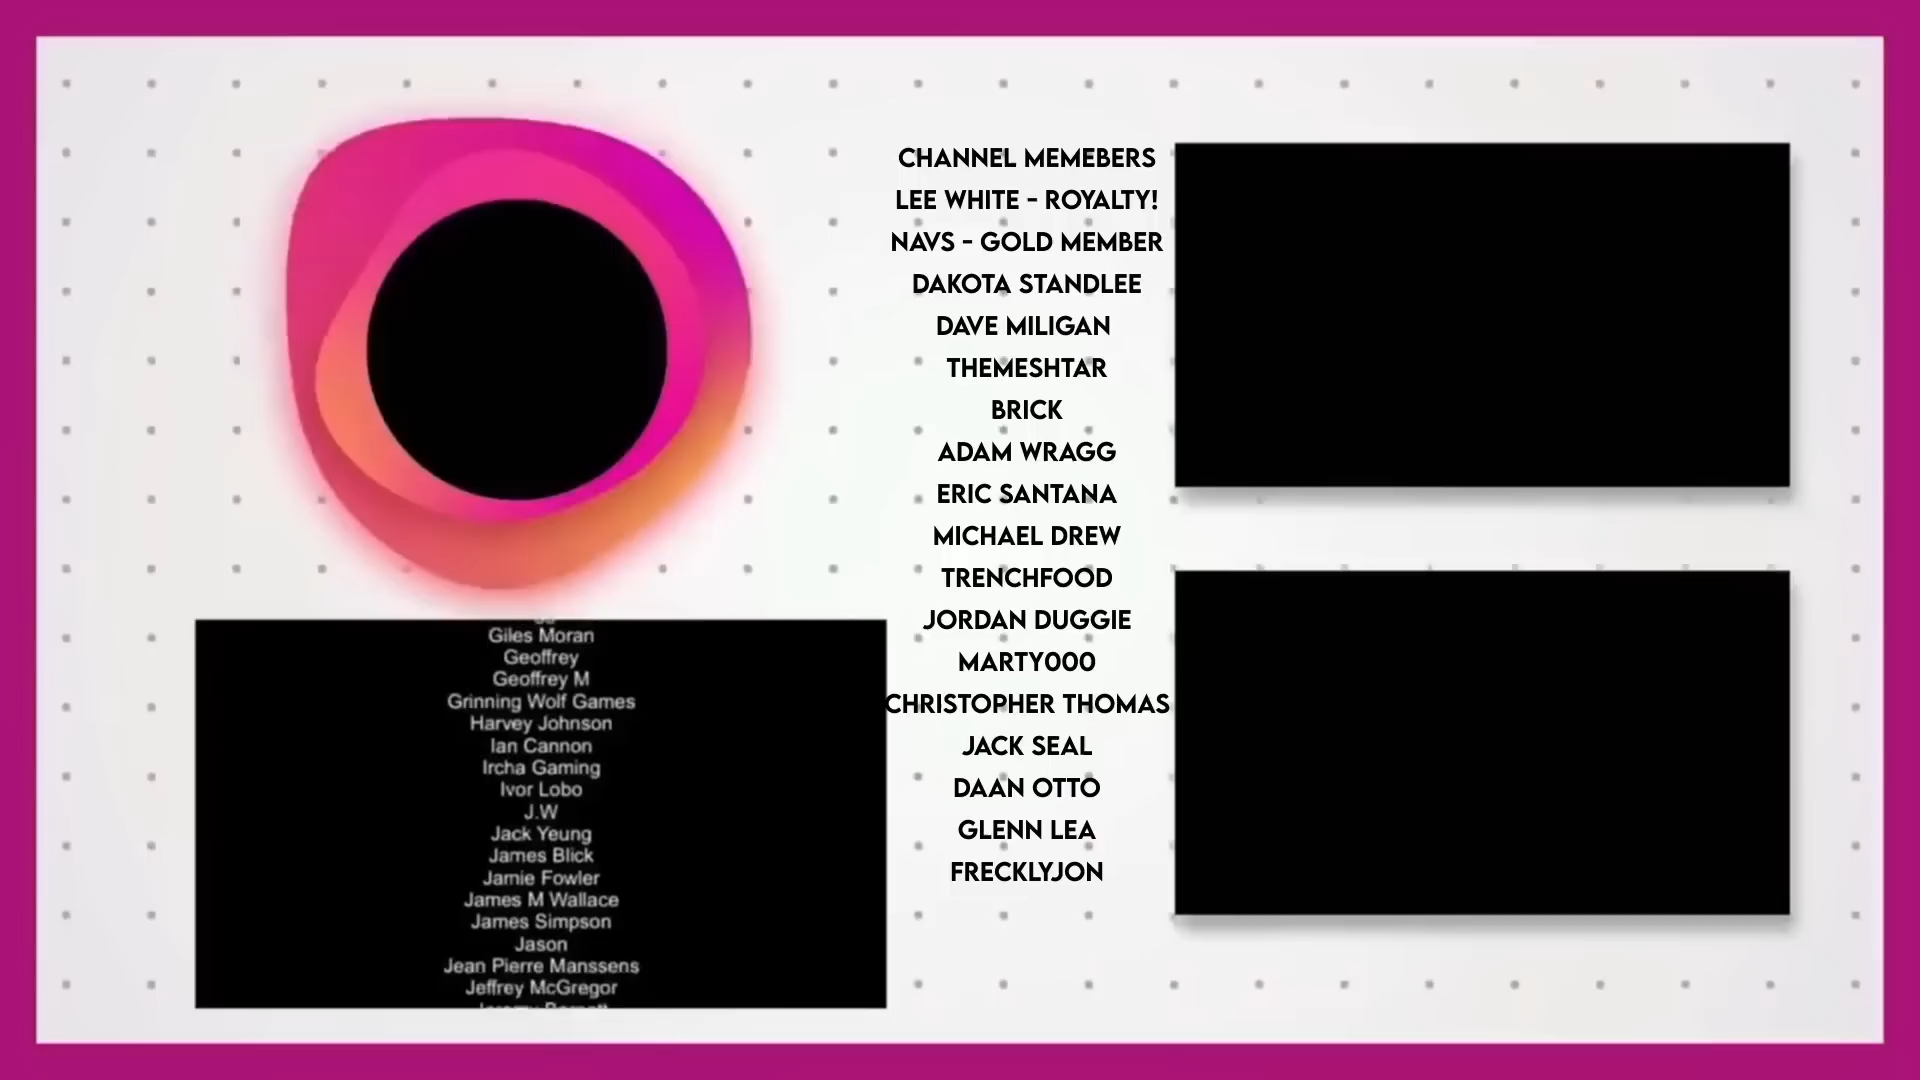 CHANNEL MEMEBERS
LEE WHITE - ROYALTY!
NAVS - GOLD MEMBER
DAKOTA STANDLEE
DAVE MILIGAN
THEMESHTAR
BRICK
ADAM WRAGG
ERIC SANTANA
MICHAEL DREW
TRENCHFOOD
JORDAN DUGGIE
MARTY000
CHRISTOPHER THOMAS
JACK SEAL
DAAN OTTO
GLENN LEA
FRECKLYJON
Giles Moran
Geoffrey
Geoffrey M
Grinning Wolf Games
Harvey Johnson
Ian Cannon
Ircha Gaming
Ivor Lobo
J.W
Jack Yeung
James Blick
Jamie Fowler
James M Wallace
James Simpson
Jason
Jean Pierre Manssens
Jeffrey McGregor